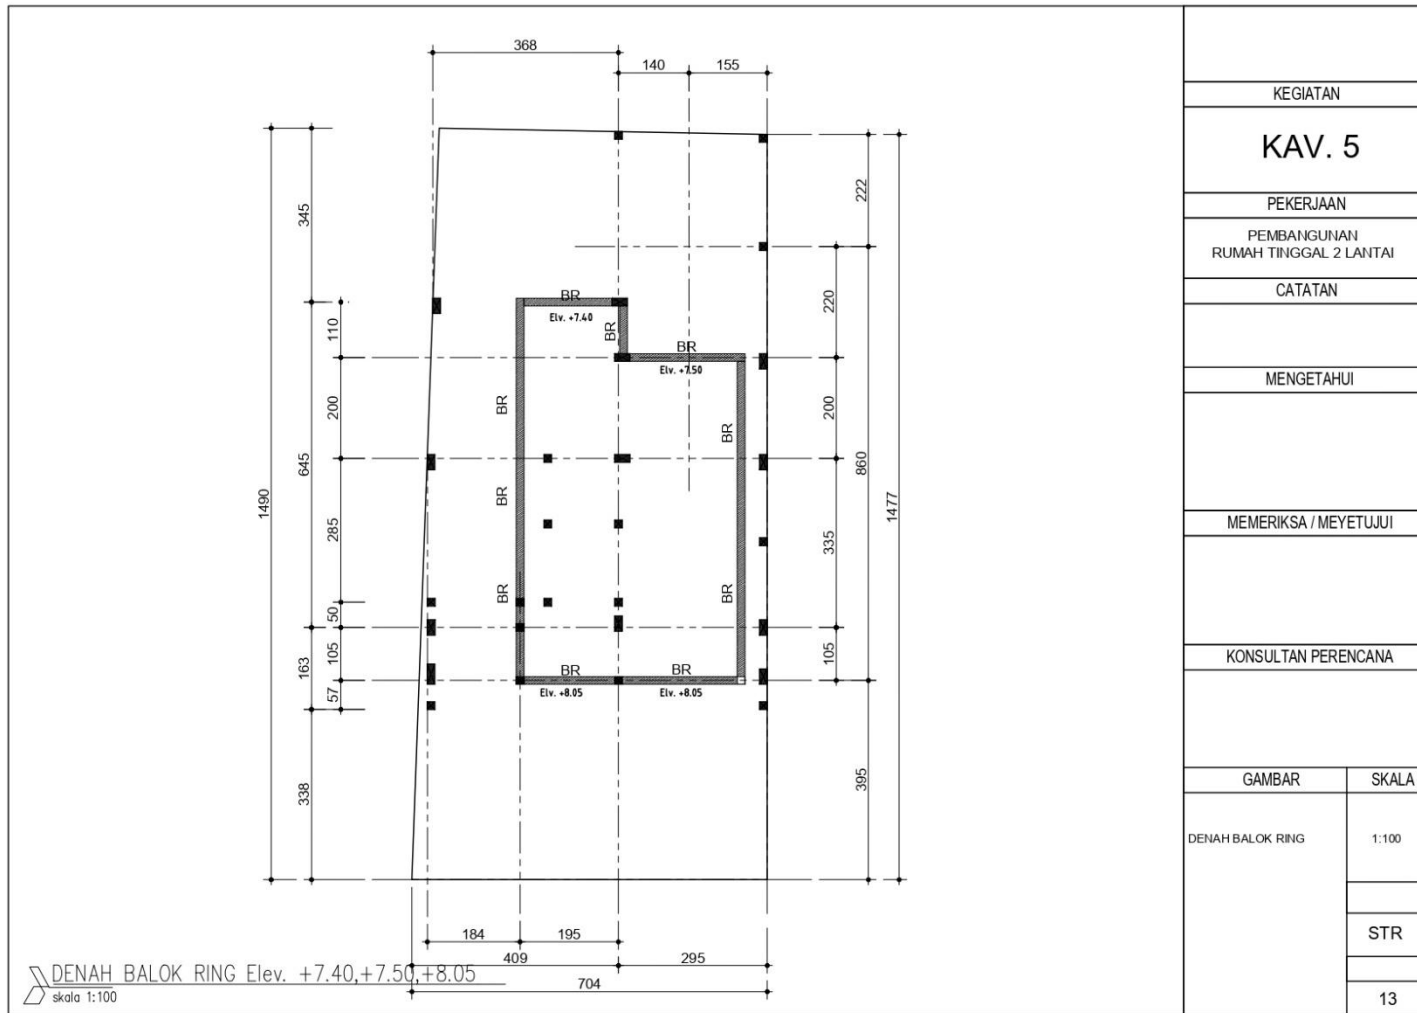 368
140
155
345
222
110
220
BR
Elv. +7.40
BR
BR
Elv. +7.50
200
BR
BR
200
645
860
1490
1477
BR
285
335
BR
BR
50
163
105
105
BR
BR
57
Elv. +8.05
Elv. +8.05
338
395
184
195
409
295
704
DENAH BALOK RING Elev. +7.40,+7.50,+8.05
skala 1:100
KEGIATAN
KAV. 5
PEKERJAAN
PEMBANGUNAN
RUMAH TINGGAL 2 LANTAI
CATATAN
MENGETAHUI
MEMERIKSA / MEYETUJUI
KONSULTAN PERENCANA
GAMBAR
SKALA
DENAH BALOK RING
1:100
STR
13